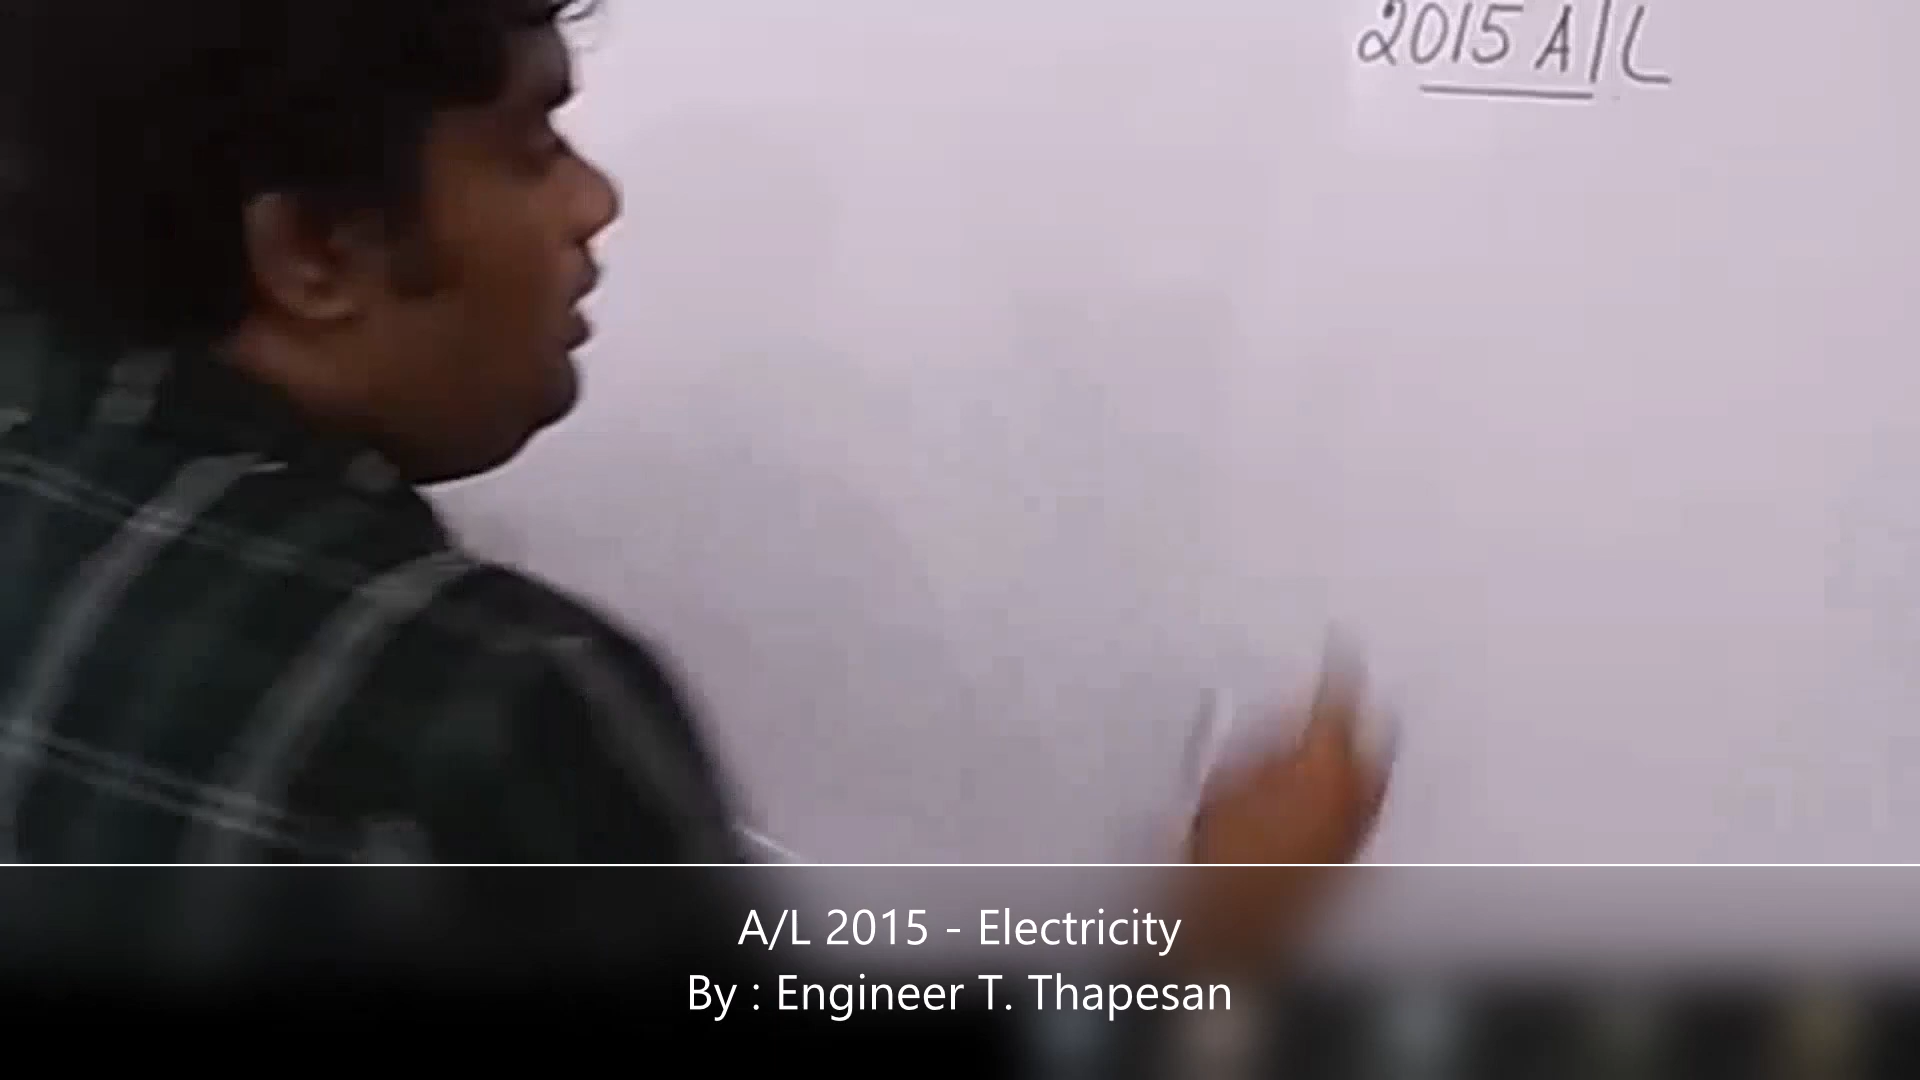 2015 A/L
A/L 2015 - Electricity
By : Engineer T. Thapesan